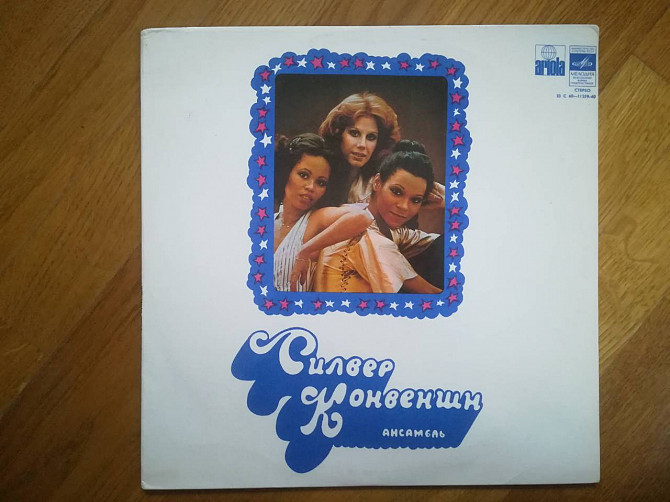 ariola
МЕЛОДИЯ
СТЕРЕО
Силвер
Конвеншн
АНСАМБЛЬ